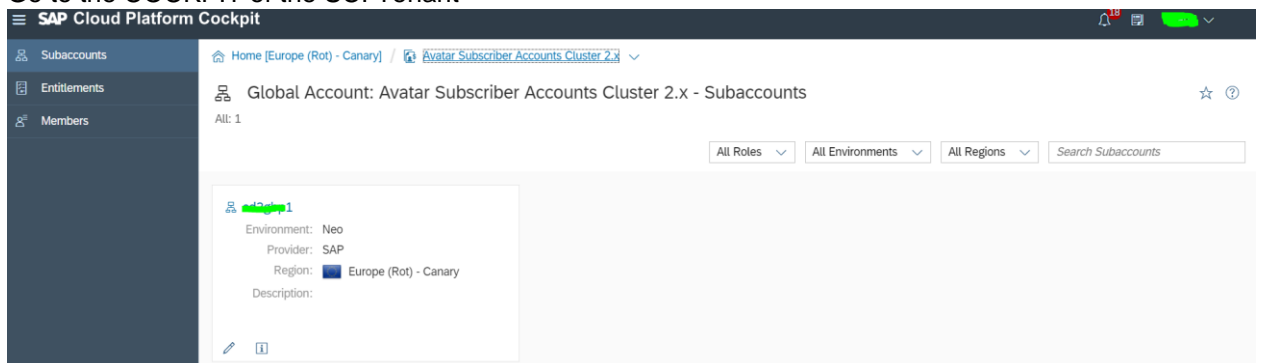 SAP Cloud Platform Cockpit
18
Subaccounts
Home [Europe (Rot) - Canary] / Avatar Subscriber Accounts Cluster 2.x
Entitlements
Global Account: Avatar Subscriber Accounts Cluster 2.x - Subaccounts
Members
All: 1
All Roles All Environments All Regions Search Subaccounts
Environment: Neo
Provider: SAP
Region: Europe (Rot) - Canary
Description: